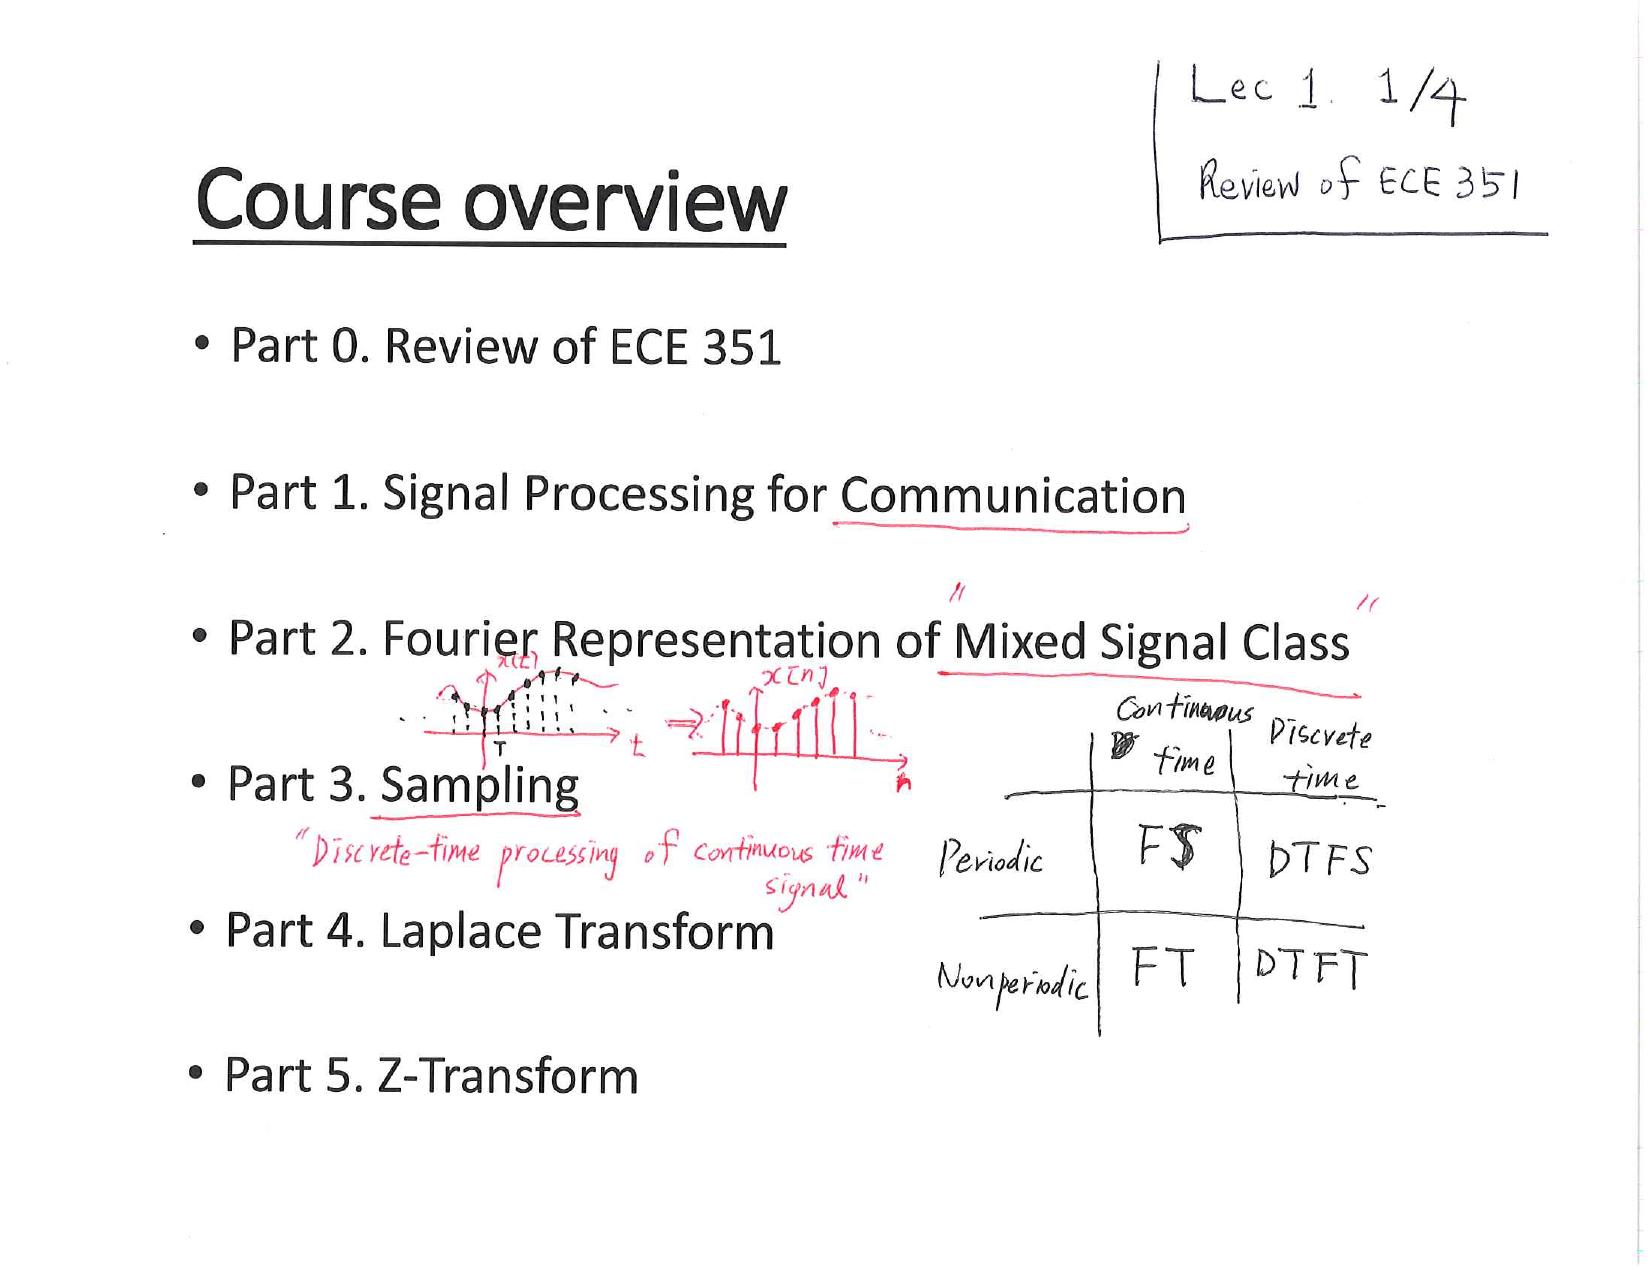 Lec 1. 1/4
Review of ECE 351
Course overview
• Part 0. Review of ECE 351
• Part 1. Signal Processing for Communication
• Part 2. Fourier Representation of "Mixed Signal Class"
x(t)
t
T
x[n]
n
Continuous time
Discrete time
• Part 3. Sampling
"Discrete-time processing of continuous time
signal"
Periodic FS DTFS
• Part 4. Laplace Transform
Nonperiodic FT DTFT
• Part 5. Z-Transform